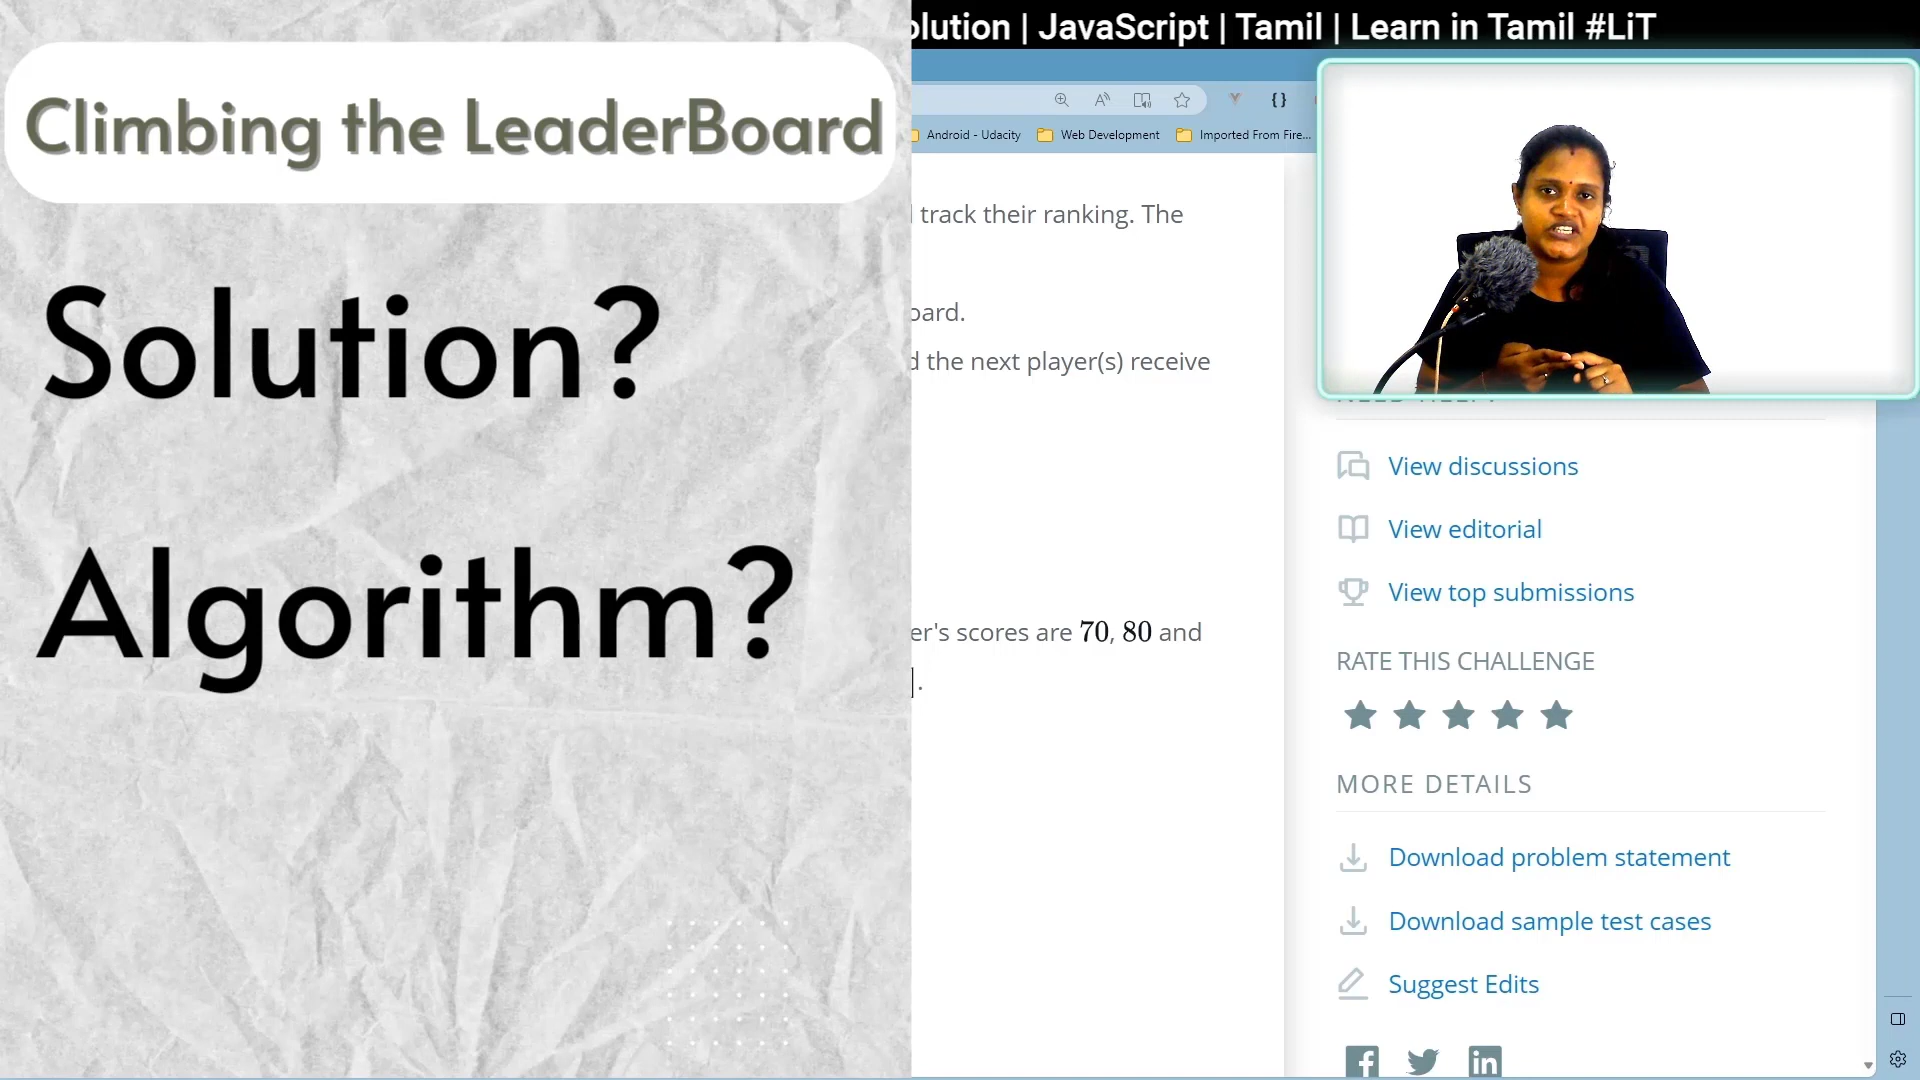 olution | JavaScript | Tamil | Learn in Tamil #LiT
Climbing the LeaderBoard
Solution?
Algorithm?
Android - Udacity
Web Development
Imported From Fire...
track their ranking. The
oard.
d the next player(s) receive
er's scores are 70, 80 and
].
View discussions
View editorial
View top submissions
RATE THIS CHALLENGE
MORE DETAILS
Download problem statement
Download sample test cases
Suggest Edits